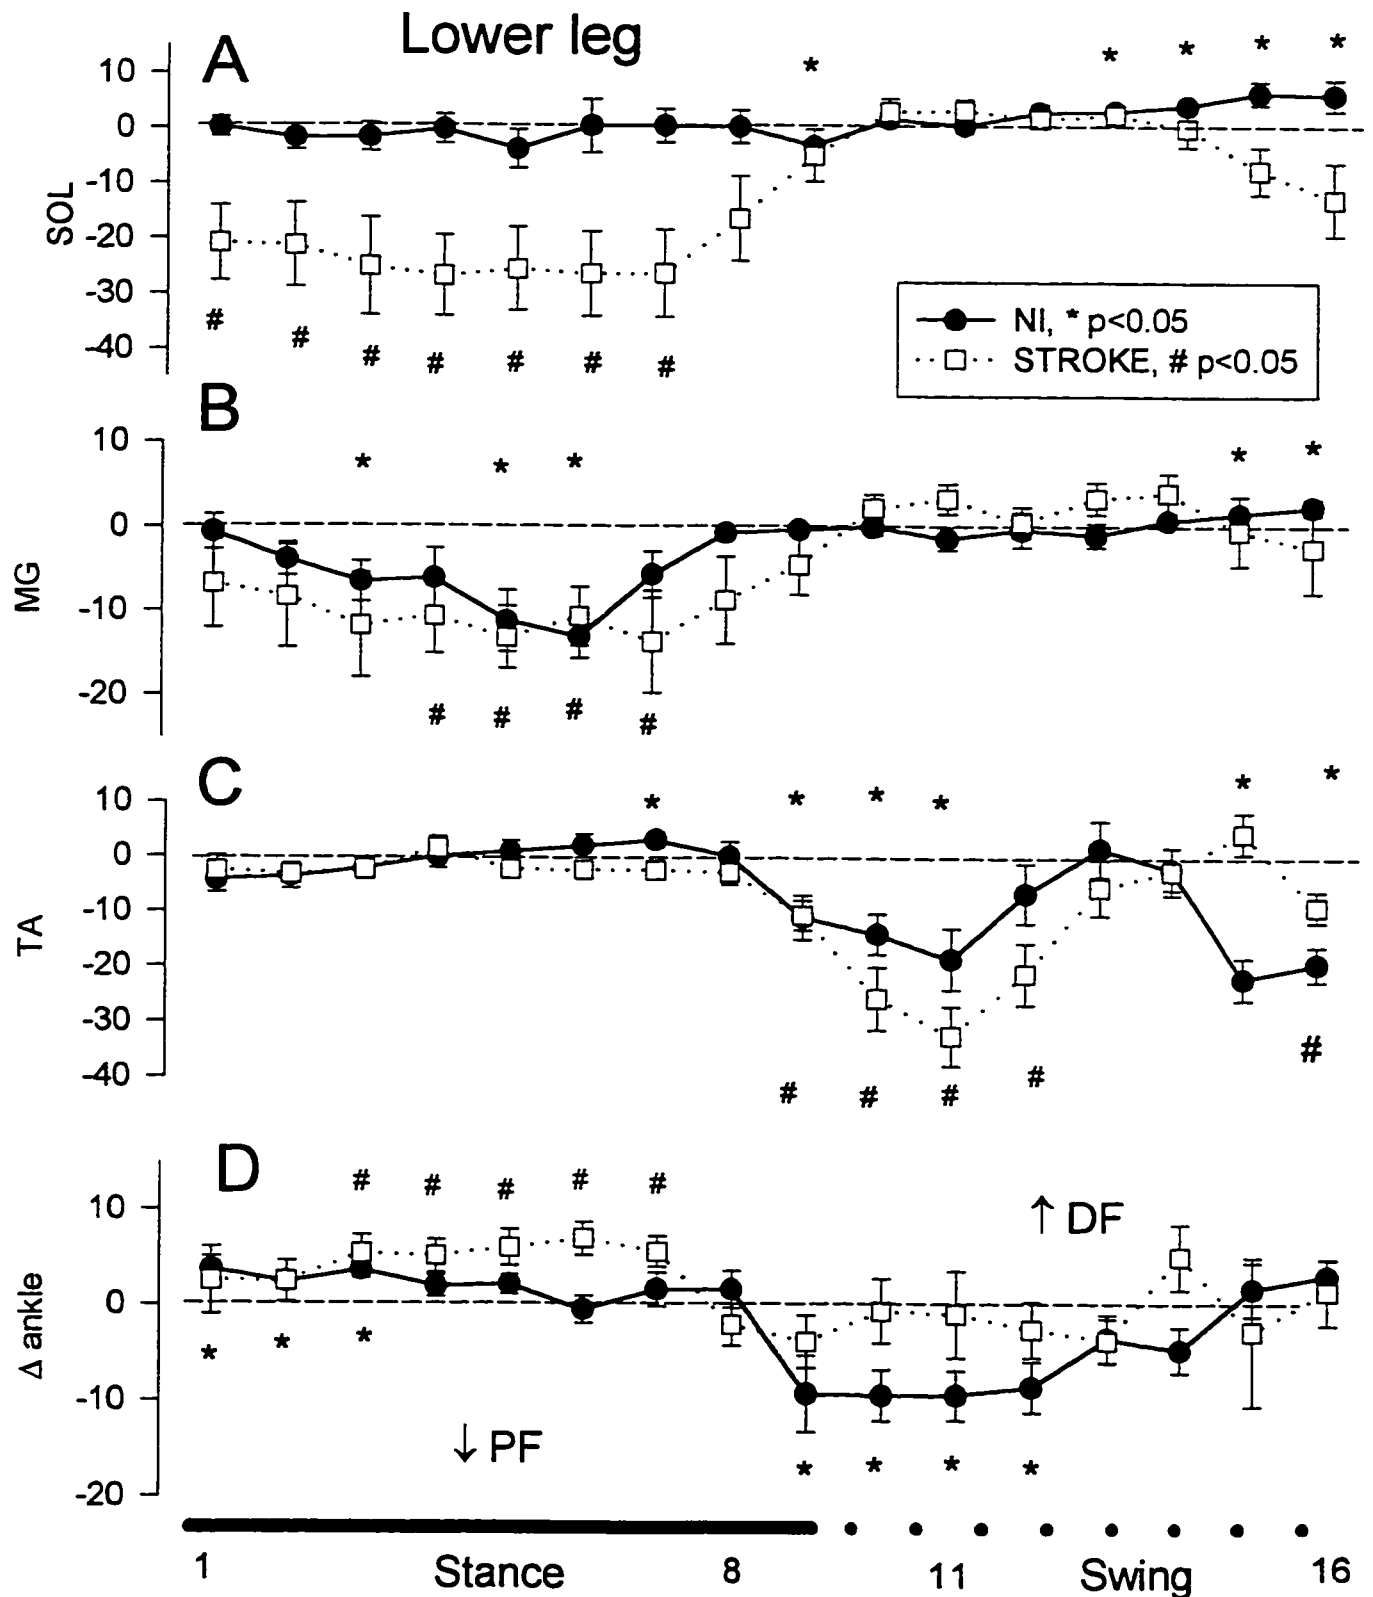 Lower leg
A
* * * * *
10
0
-10
-20
-30
-40
SOL
# # # # # # #
NI, * p<0.05
STROKE, # p<0.05
B
* * * * *
10
0
-10
-20
MG
# # # #
C
* * * * * *
10
0
-10
-20
-30
-40
TA
# # # # #
D
# # # # #
10
0
-10
-20
Δ ankle
↑ DF
* * *
↓ PF
* * * *
1 Stance 8 11 Swing 16